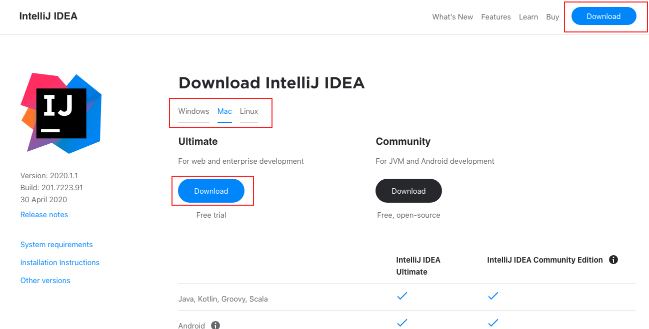 IntelliJ IDEA
What's New Features Learn Buy Download
Download IntelliJ IDEA
Windows Mac Linux
IJ
Ultimate Community
For web and enterprise development For JVM and Android development
Version: 2020.1.1
Build: 201.7223.91
30 April 2020
Release notes
Download Download
Free trial Free, open-source
System requirements
Installation Instructions
Other versions
IntelliJ IDEA
Ultimate
IntelliJ IDEA Community Edition
Java, Kotlin, Groovy, Scala
Android